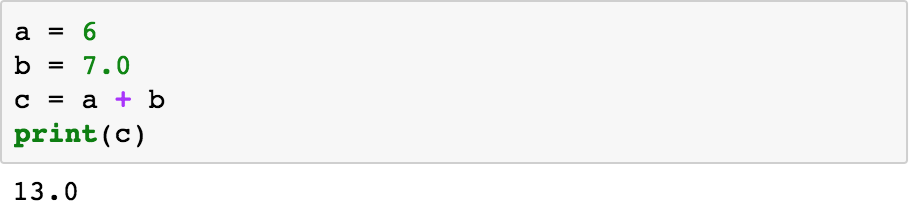 a = 6
b = 7.0
c = a + b
print(c)
13.0